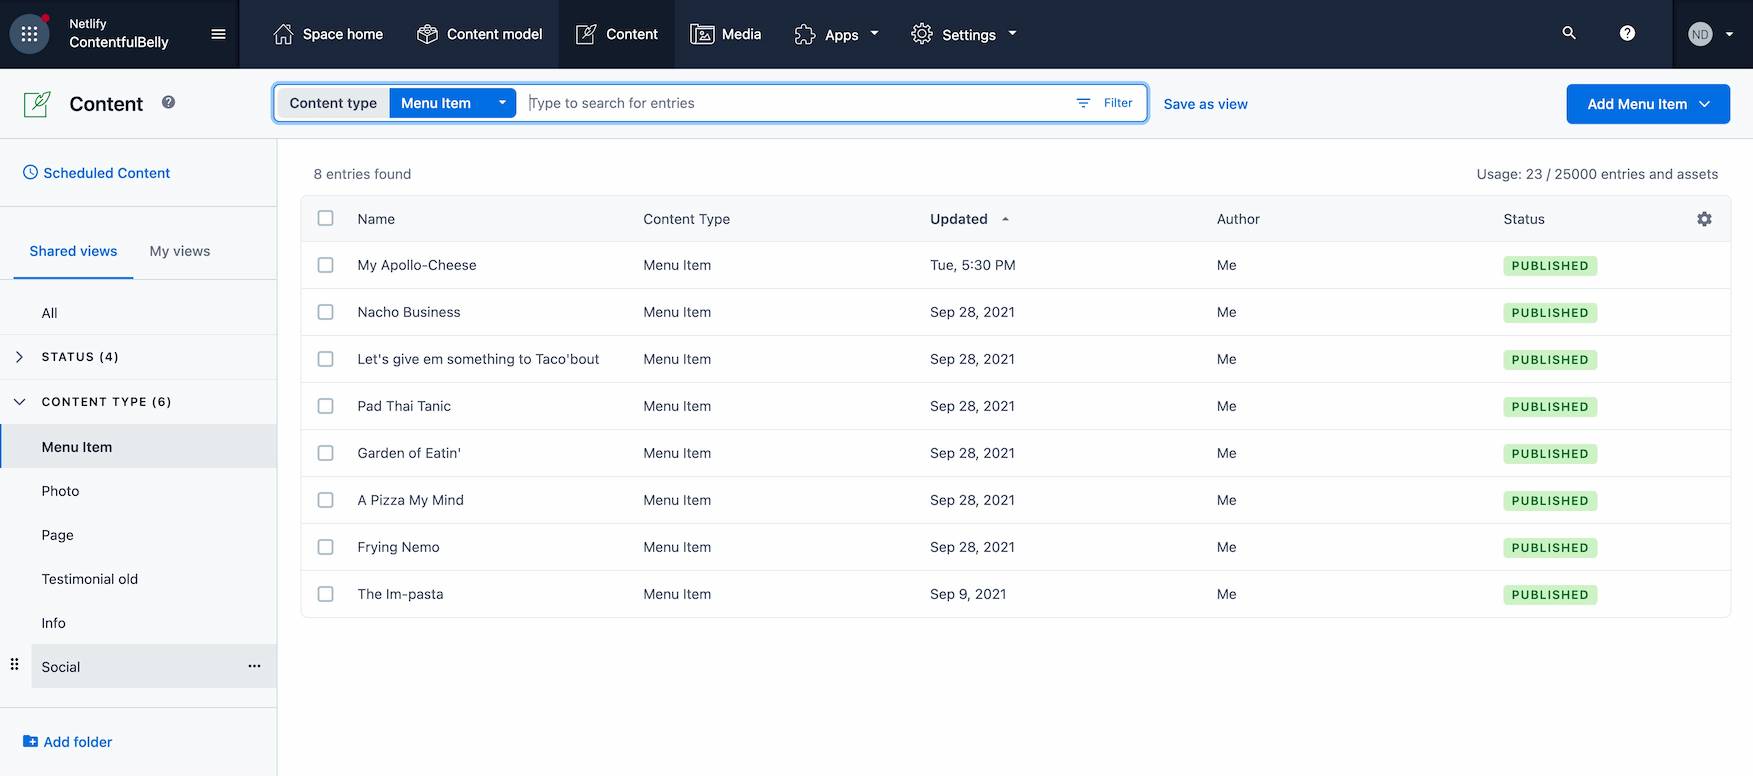 Netlify
ContentfulBelly
Space home
Content model
Content
Media
Apps
Settings
ND
Content
Content type
Menu Item
Type to search for entries
Filter
Save as view
Add Menu Item
Scheduled Content
Shared views
My views
All
STATUS (4)
CONTENT TYPE (6)
Menu Item
Photo
Page
Testimonial old
Info
Social
Add folder
8 entries found
Usage: 23 / 25000 entries and assets
Name Content Type Updated Author Status
My Apollo-Cheese Menu Item Tue, 5:30 PM Me PUBLISHED
Nacho Business Menu Item Sep 28, 2021 Me PUBLISHED
Let's give em something to Taco'bout Menu Item Sep 28, 2021 Me PUBLISHED
Pad Thai Tanic Menu Item Sep 28, 2021 Me PUBLISHED
Garden of Eatin' Menu Item Sep 28, 2021 Me PUBLISHED
A Pizza My Mind Menu Item Sep 28, 2021 Me PUBLISHED
Frying Nemo Menu Item Sep 28, 2021 Me PUBLISHED
The Im-pasta Menu Item Sep 9, 2021 Me PUBLISHED